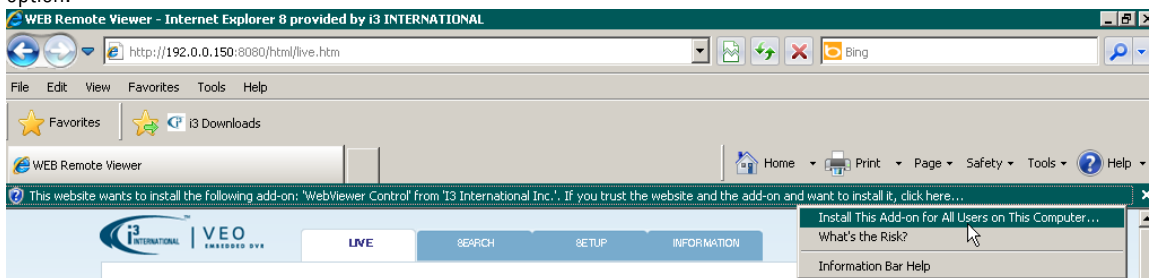 option.
WEB Remote Viewer - Internet Explorer 8 provided by i3 INTERNATIONAL
http://192.0.0.150:8080/html/live.htm
Bing
File Edit View Favorites Tools Help
Favorites i3 Downloads
WEB Remote Viewer Home Print Page Safety Tools Help
This website wants to install the following add-on: 'WebViewer Control' from 'I3 International Inc.'. If you trust the website and the add-on and want to install it, click here...
Install This Add-on for All Users on This Computer...
What's the Risk?
Information Bar Help
i3 INTERNATIONAL VEO EMBEDDED DVR LIVE SEARCH SETUP INFORMATION